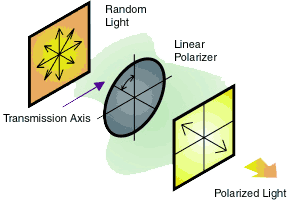 Random
Light
Linear
Polarizer
Transmission Axis
Polarized Light